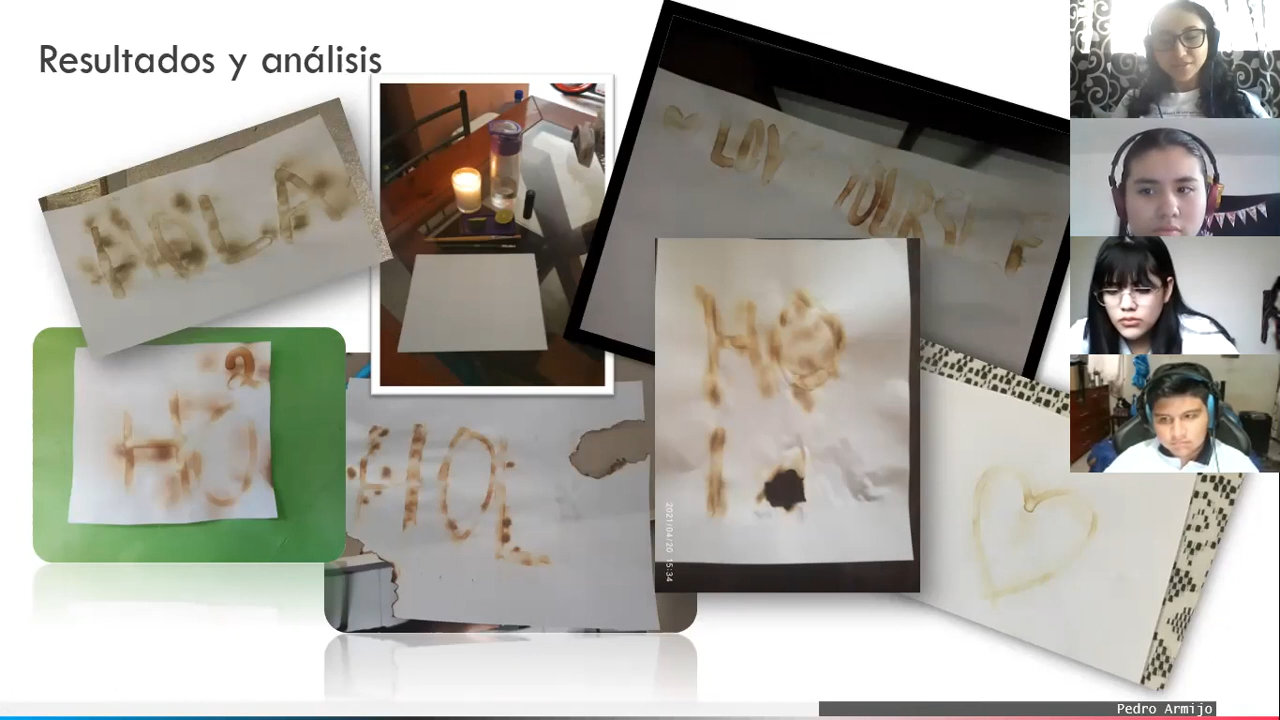 Resultados y análisis
HOLA
LOV YOURSELF
HO
HOL
HO
2021/04/20 15:34
Pedro Armijo